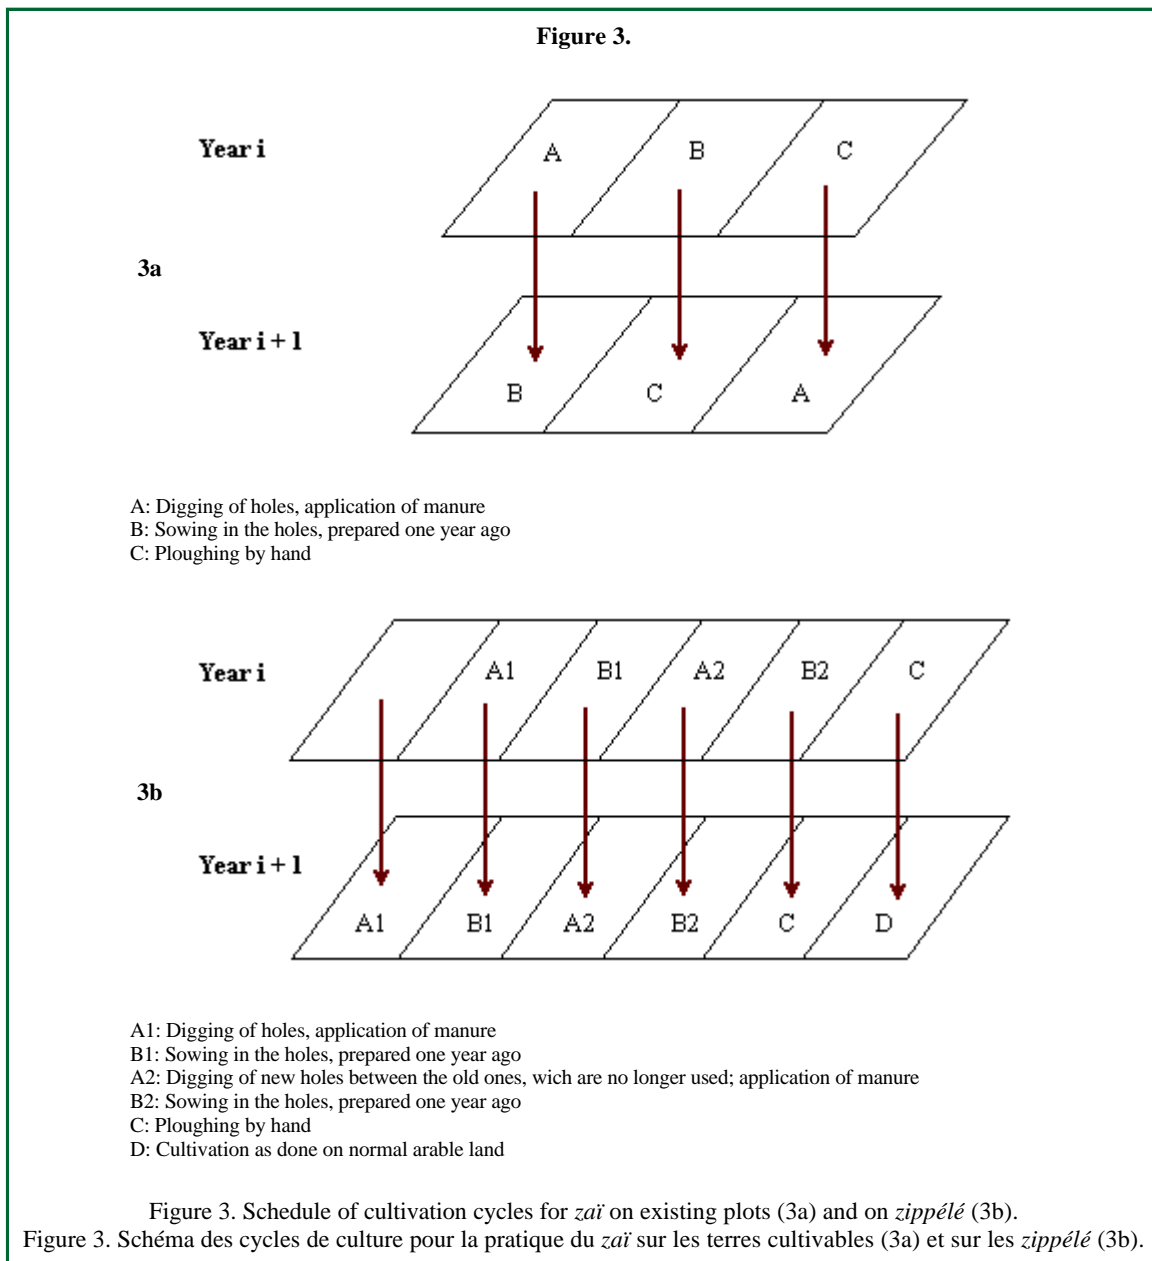 Figure 3.
Year i
A B C
3a
Year i + 1
B C A
A: Digging of holes, application of manure
B: Sowing in the holes, prepared one year ago
C: Ploughing by hand
Year i
A1 B1 A2 B2 C
3b
Year i + 1
A1 B1 A2 B2 C D
A1: Digging of holes, application of manure
B1: Sowing in the holes, prepared one year ago
A2: Digging of new holes between the old ones, wich are no longer used; application of manure
B2: Sowing in the holes, prepared one year ago
C: Ploughing by hand
D: Cultivation as done on normal arable land
Figure 3. Schedule of cultivation cycles for zaï on existing plots (3a) and on zippélé (3b).
Figure 3. Schéma des cycles de culture pour la pratique du zaï sur les terres cultivables (3a) et sur les zippélé (3b).